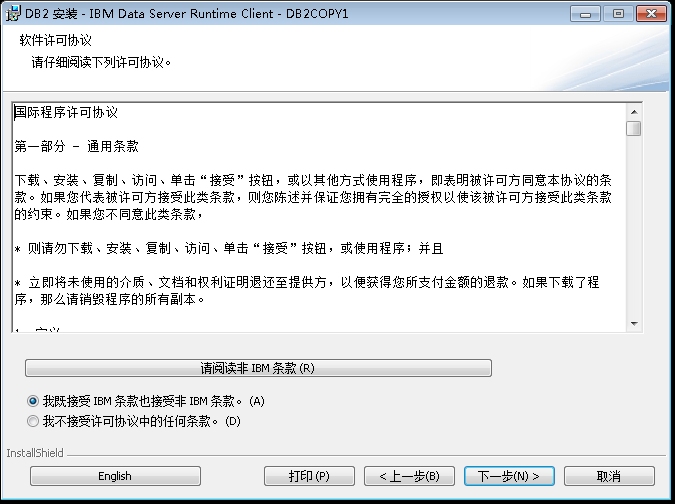 DB2 安装 - IBM Data Server Runtime Client - DB2COPY1
软件许可协议
请仔细阅读下列许可协议。
国际程序许可协议
第一部分 - 通用条款
下载、安装、复制、访问、单击“接受”按钮，或以其他方式使用程序，即表明被许可方同意本协议的条
款。如果您代表被许可方接受此类条款，则您陈述并保证您拥有完全的授权以使该被许可方接受此类条款
的约束。如果您不同意此类条款，
* 则请勿下载、安装、复制、访问、单击“接受”按钮，或使用程序；并且
* 立即将未使用的介质、文档和权利证明退还至提供方，以便获得您所支付金额的退款。如果下载了程
序，那么请销毁程序的所有副本。
请阅读非 IBM 条款 (R)
我既接受 IBM 条款也接受非 IBM 条款。 (A)
我不接受许可协议中的任何条款。 (D)
InstallShield
English
打印 (P)
< 上一步(B)
下一步(N) >
取消